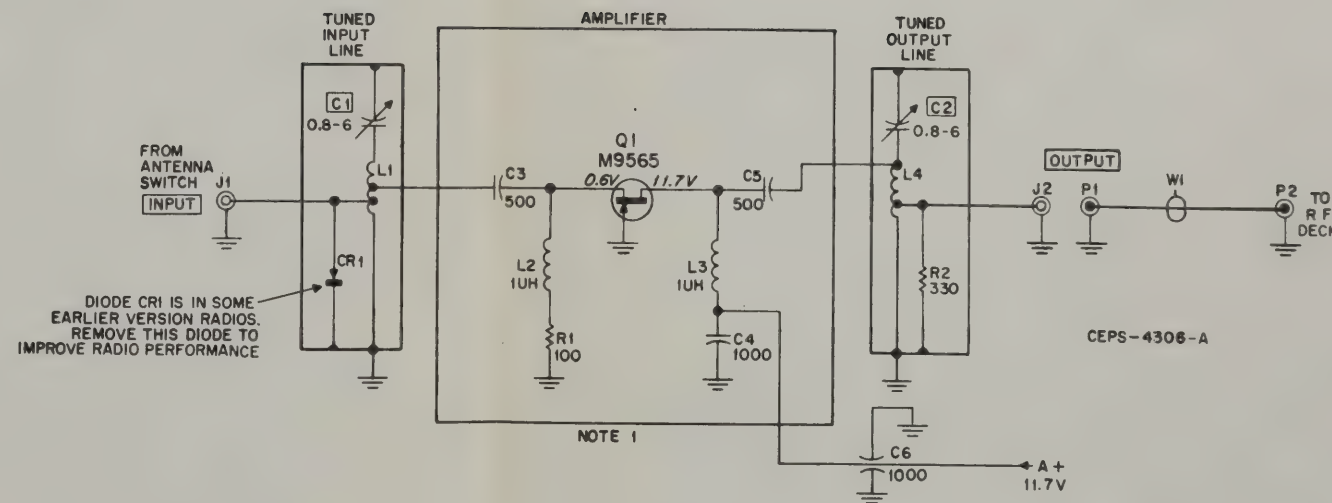 TUNED
INPUT
LINE
AMPLIFIER
TUNED
OUTPUT
LINE
C1
0.8-6
C2
0.8-6
FROM
ANTENNA
SWITCH J1
INPUT
L1
C3
500
Q1
M9565
0.6V 11.7V
C5
500
L4
OUTPUT
J2 P1 W1 P2 TO
RF
DECK
CR1
L2
1UH
L3
1UH
R2
330
DIODE CR1 IS IN SOME
EARLIER VERSION RADIOS.
REMOVE THIS DIODE TO
IMPROVE RADIO PERFORMANCE
R1
100
C4
1000
CEPS-4306-A
NOTE 1
C6
1000
A+
11.7V